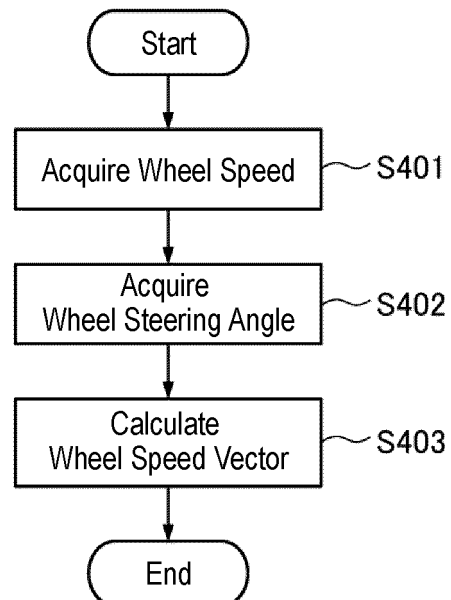 Start
Acquire Wheel Speed
S401
Acquire
Wheel Steering Angle
S402
Calculate
Wheel Speed Vector
S403
End